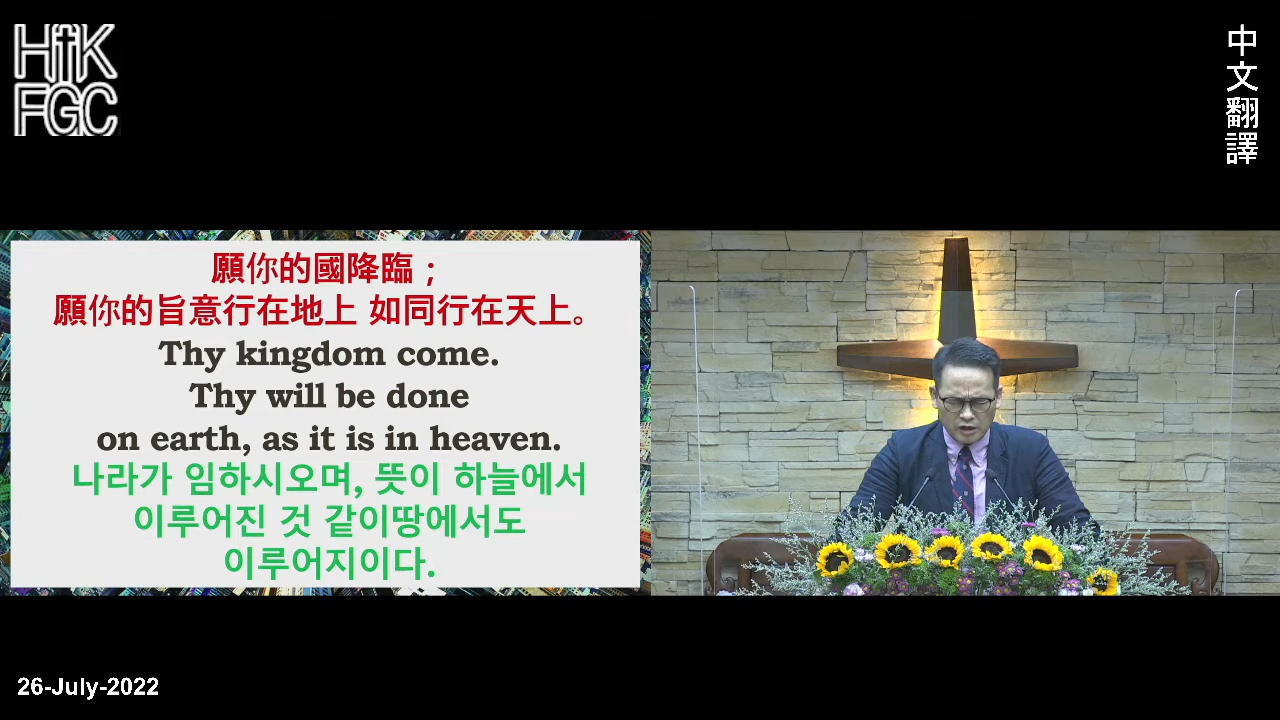 HK
FGC
中文翻譯
願你的國降臨；
願你的旨意行在地上 如同行在天上。
Thy kingdom come.
Thy will be done
on earth, as it is in heaven.
나라가 임하시오며, 뜻이 하늘에서
이루어진 것 같이땅에서도
이루어지이다.
26-July-2022